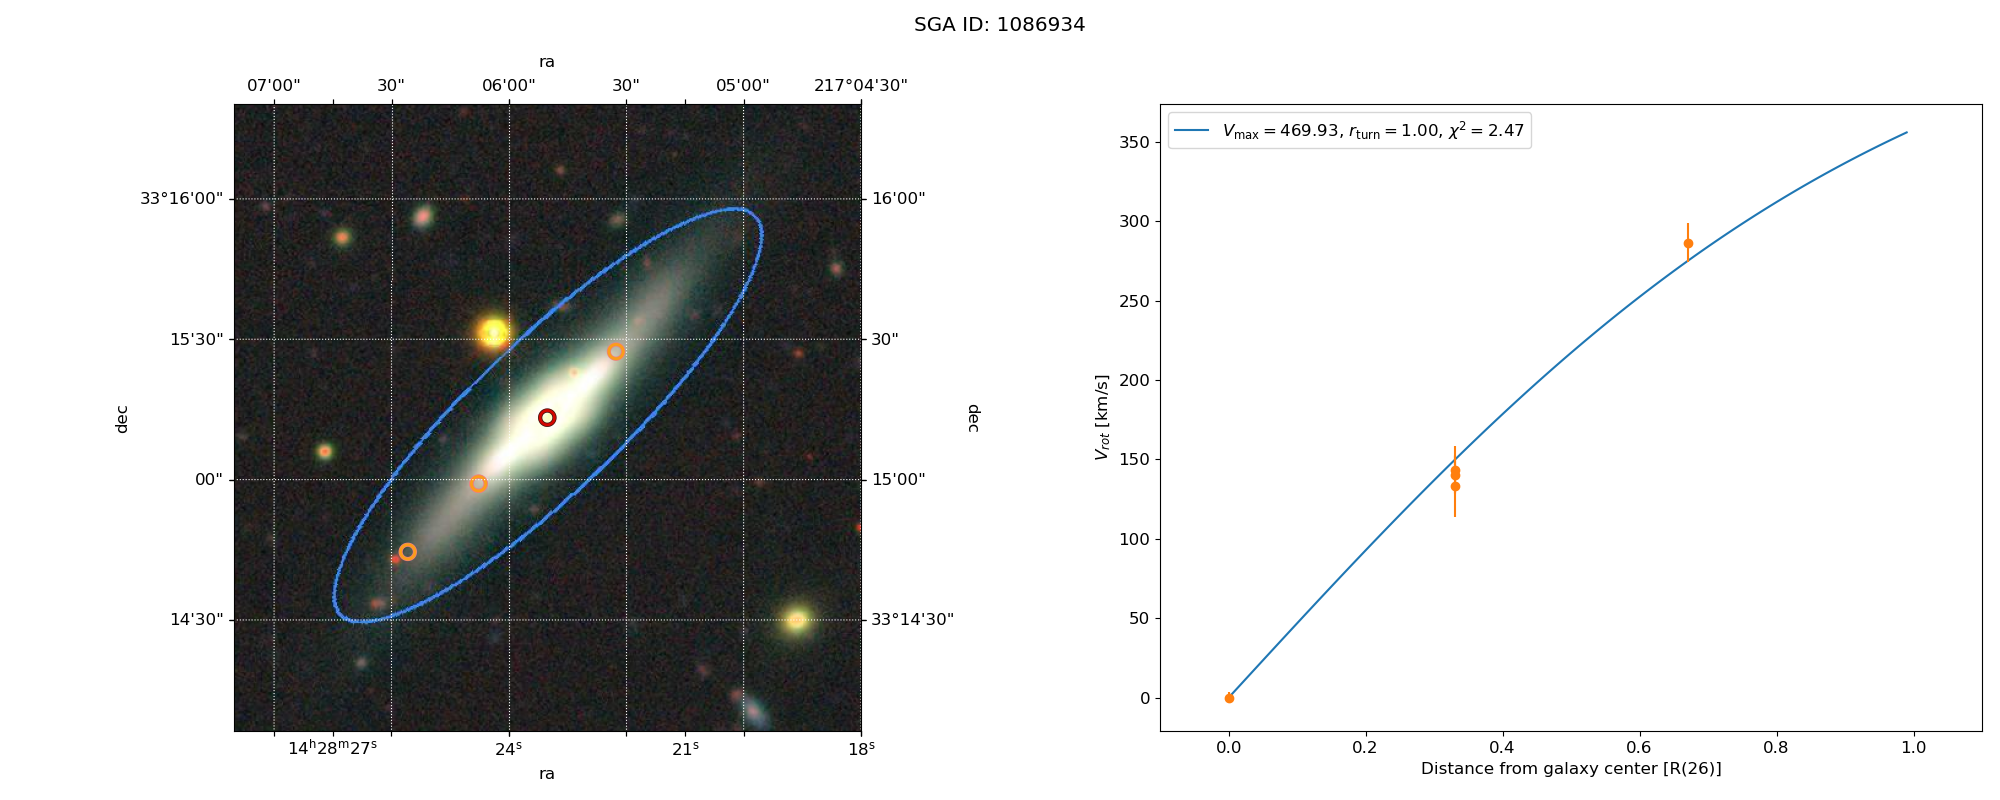 SGA ID: 1086934
ra
07'00" 30" 06'00" 30" 05'00" 217°04'30"
33°16'00" 16'00"
15'30" 30"
dec dec
00" 15'00"
14'30" 33°14'30"
14ʰ28ᵐ27ˢ 24ˢ 21ˢ 18ˢ
ra
V_max = 469.93, r_turn = 1.00, χ² = 2.47
350
300
250
200
150
100
50
0
V_rot [km/s]
0.0 0.2 0.4 0.6 0.8 1.0
Distance from galaxy center [R(26)]